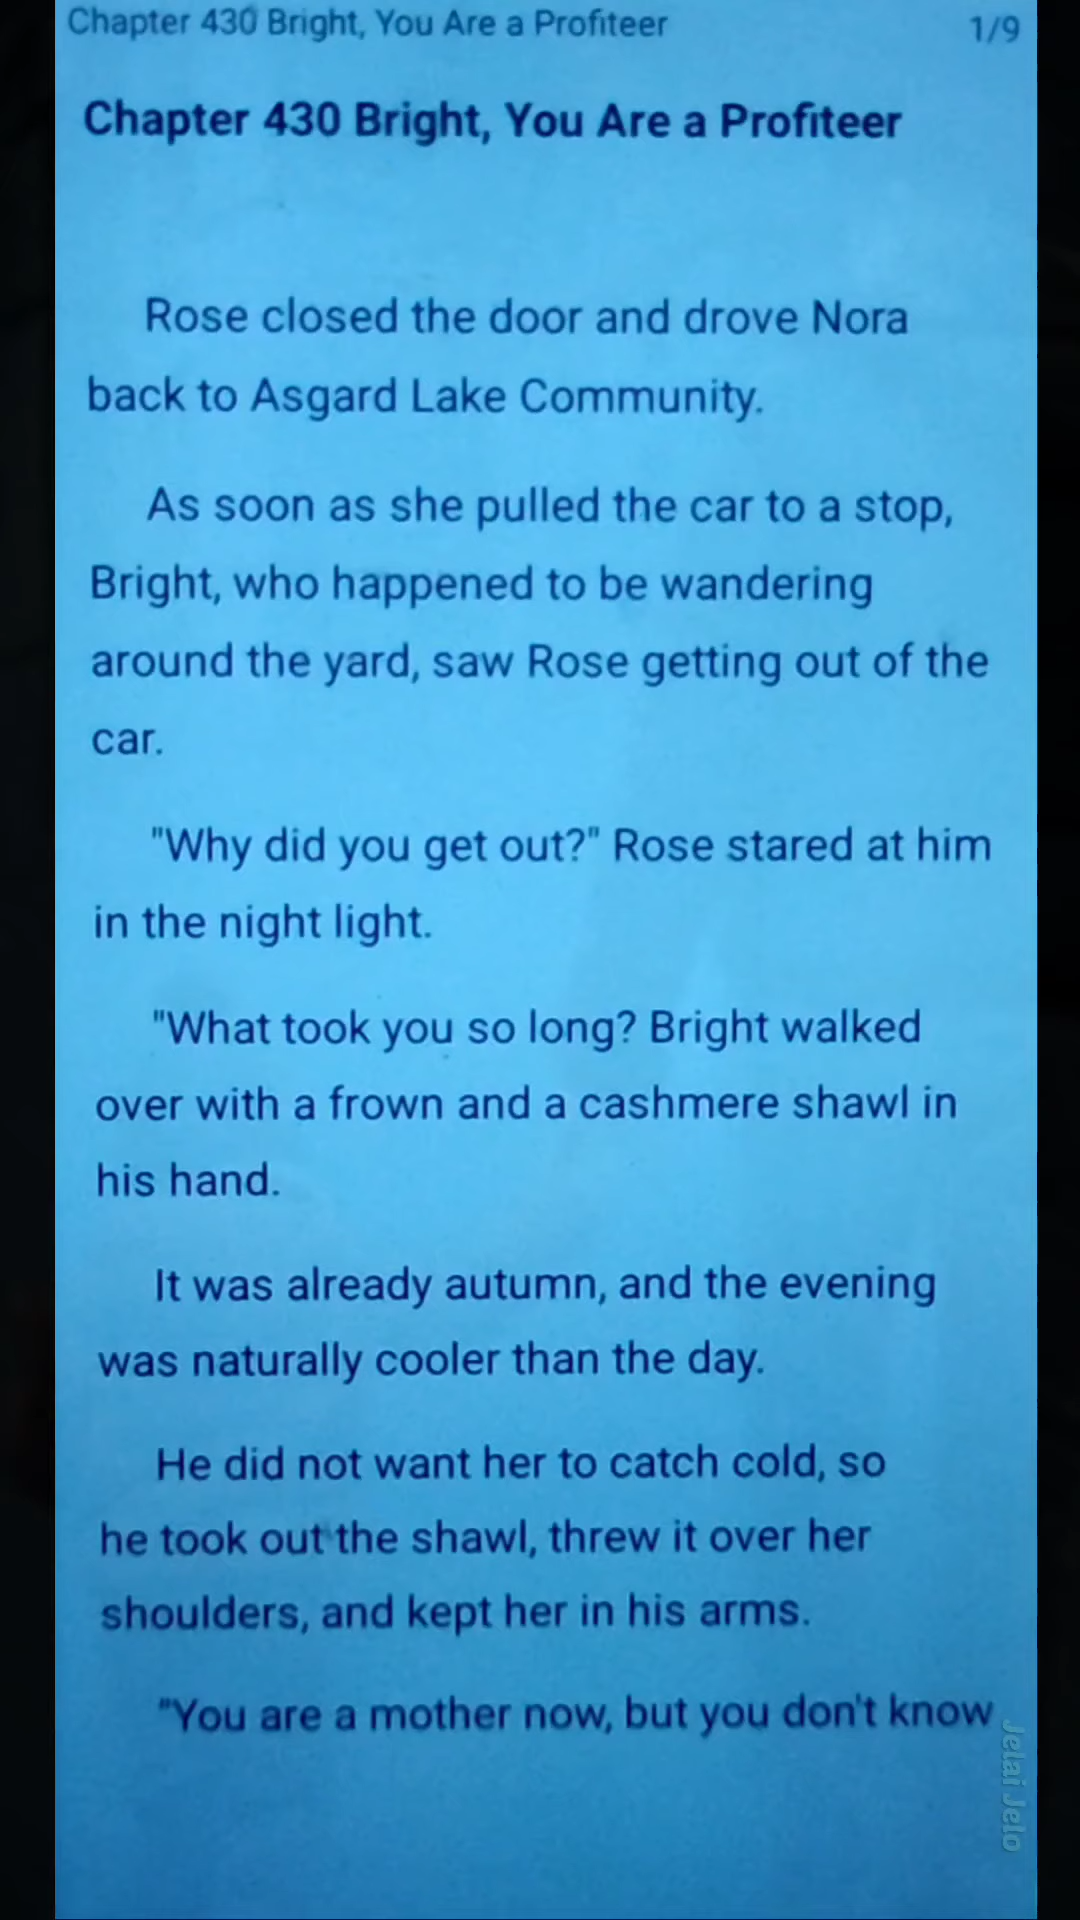 Chapter 430 Bright, You Are a Profiteer
1/9
Chapter 430 Bright, You Are a Profiteer
Rose closed the door and drove Nora
back to Asgard Lake Community.
As soon as she pulled the car to a stop,
Bright, who happened to be wandering
around the yard, saw Rose getting out of the
car.
"Why did you get out?" Rose stared at him
in the night light.
"What took you so long? Bright walked
over with a frown and a cashmere shawl in
his hand.
It was already autumn, and the evening
was naturally cooler than the day.
He did not want her to catch cold, so
he took out the shawl, threw it over her
shoulders, and kept her in his arms.
"You are a mother now, but you don't know
Jelai Jelo